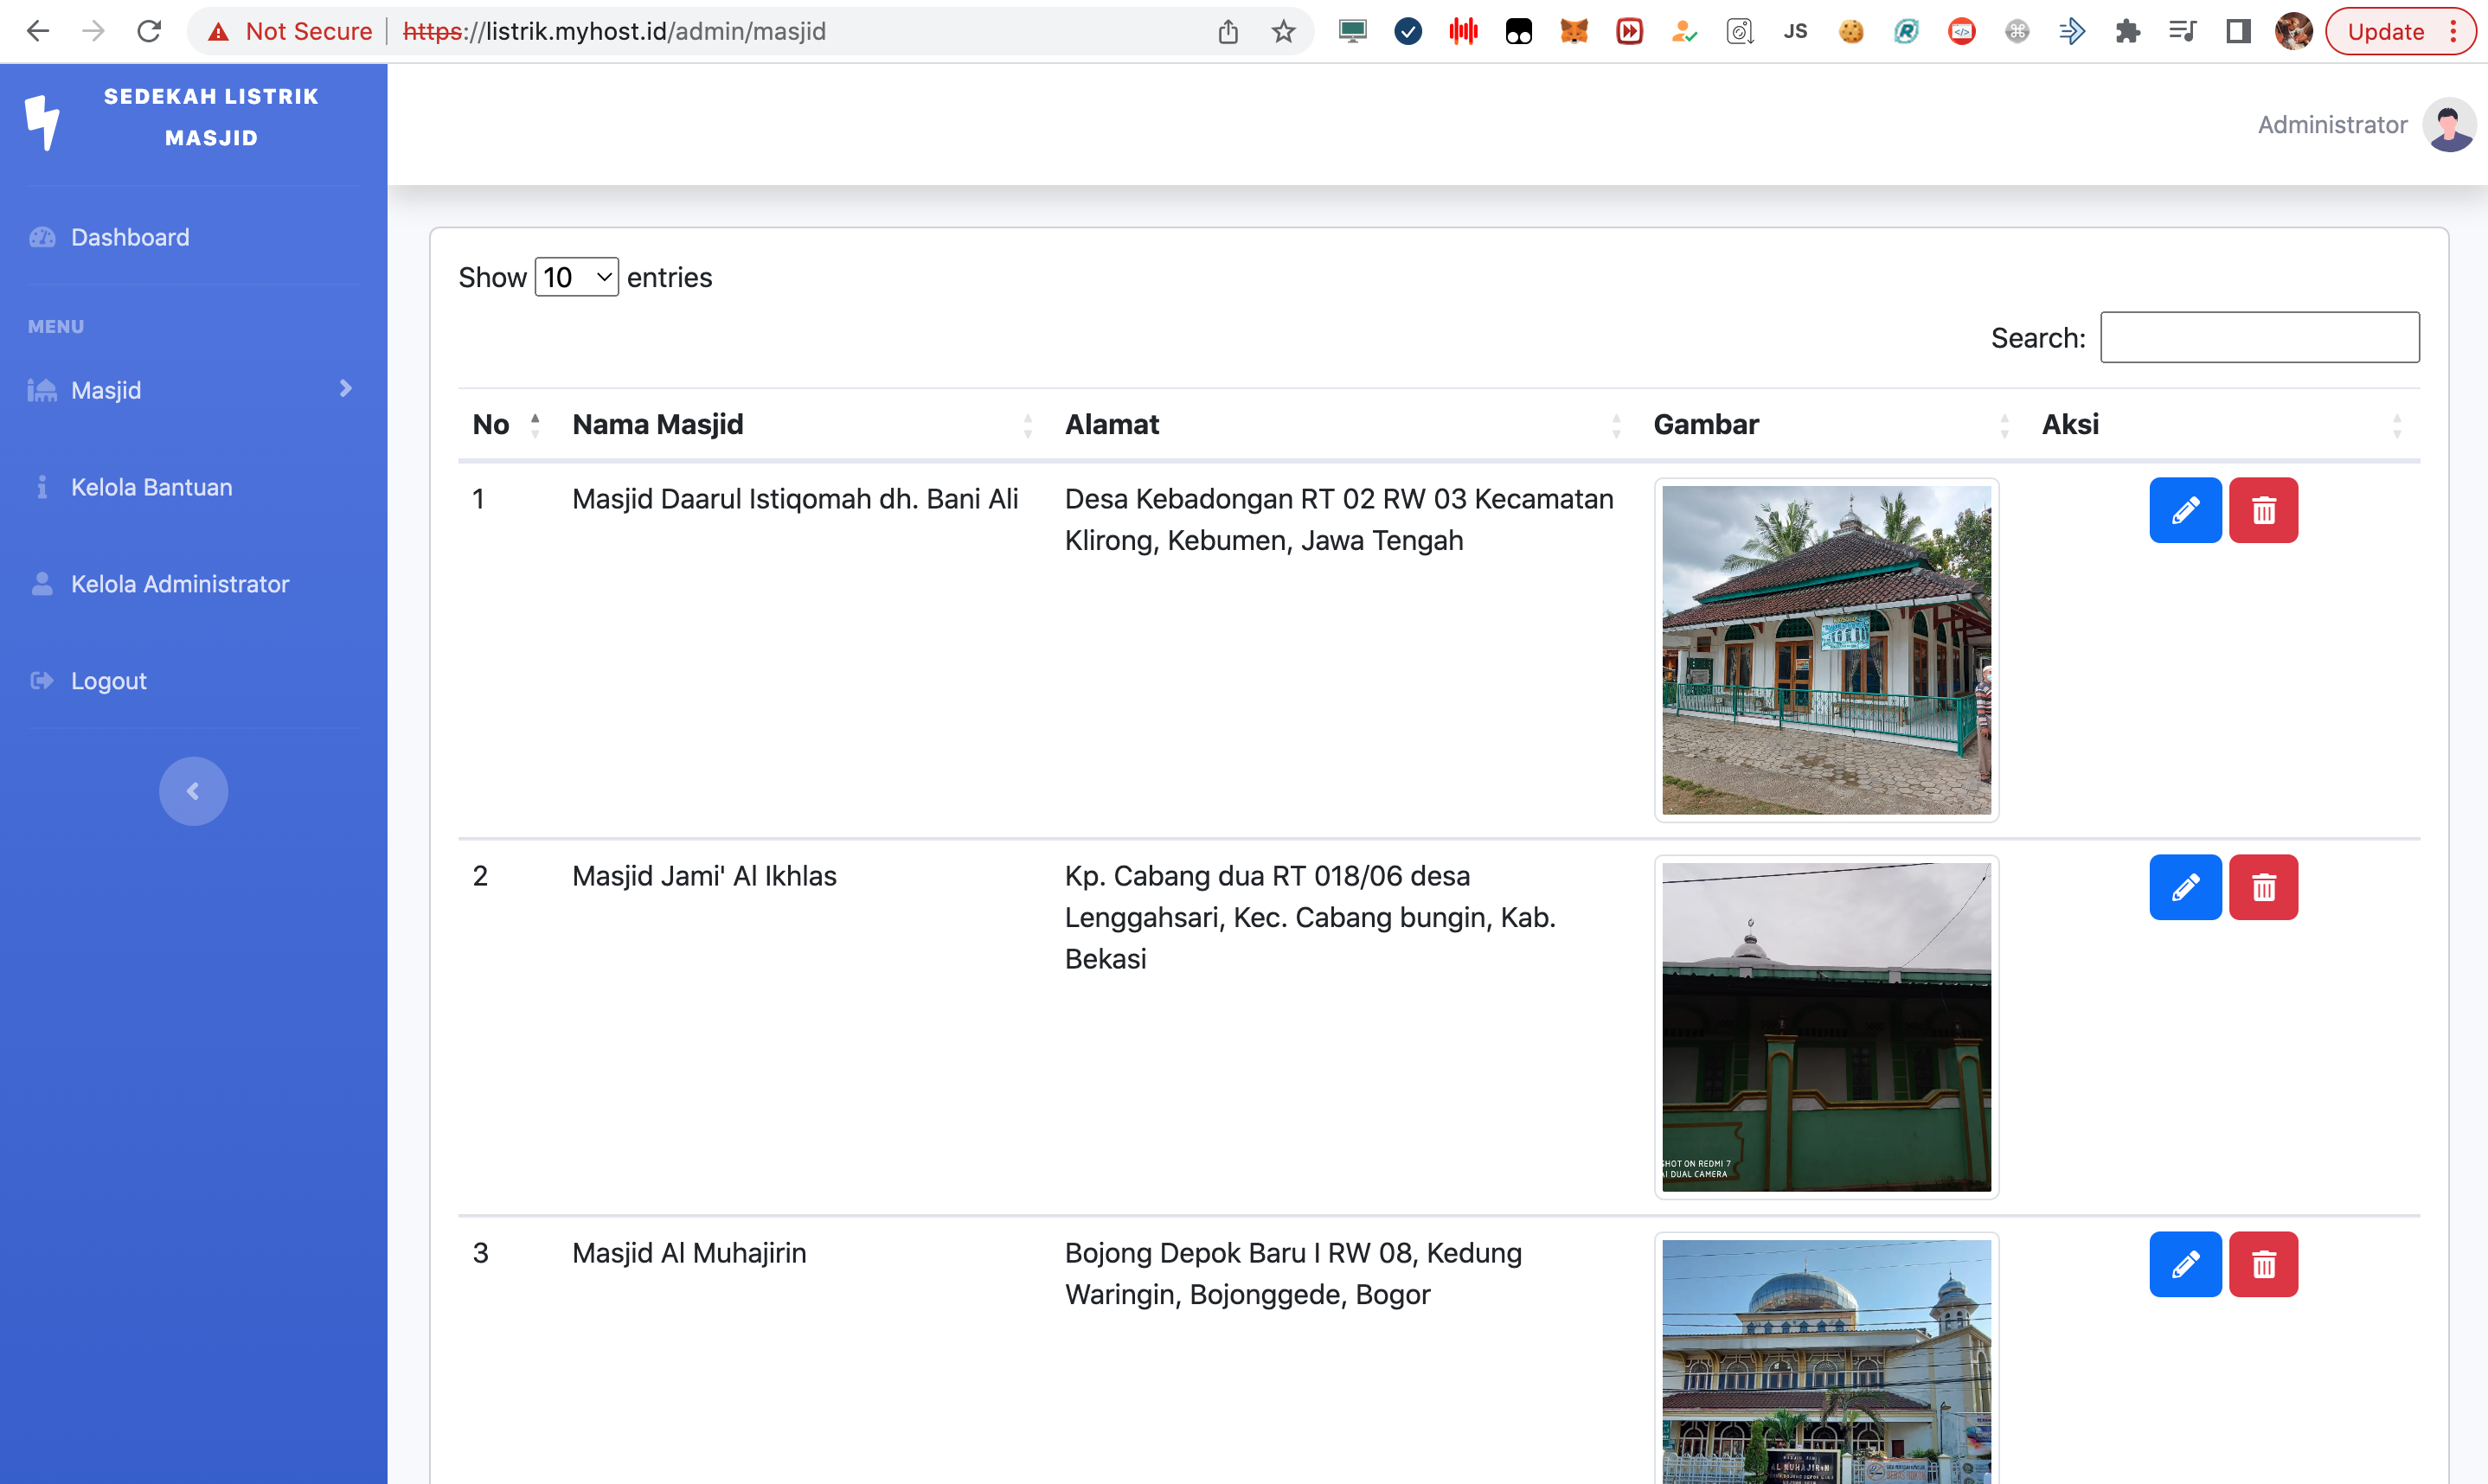 Not Secure
https://listrik.myhost.id/admin/masjid
JS
Update
SEDEKAH LISTRIK
MASJID
Administrator
Dashboard
MENU
Masjid
Kelola Bantuan
Kelola Administrator
Logout
Show 10 entries
Search:
No Nama Masjid Alamat Gambar Aksi
1 Masjid Daarul Istiqomah dh. Bani Ali Desa Kebadongan RT 02 RW 03 Kecamatan
Klirong, Kebumen, Jawa Tengah
2 Masjid Jami' Al Ikhlas Kp. Cabang dua RT 018/06 desa
Lenggahsari, Kec. Cabang bungin, Kab.
Bekasi
SHOT ON REDMI 7
AI DUAL CAMERA
3 Masjid Al Muhajirin Bojong Depok Baru I RW 08, Kedung
Waringin, Bojonggede, Bogor
AL MUHAJIRIN